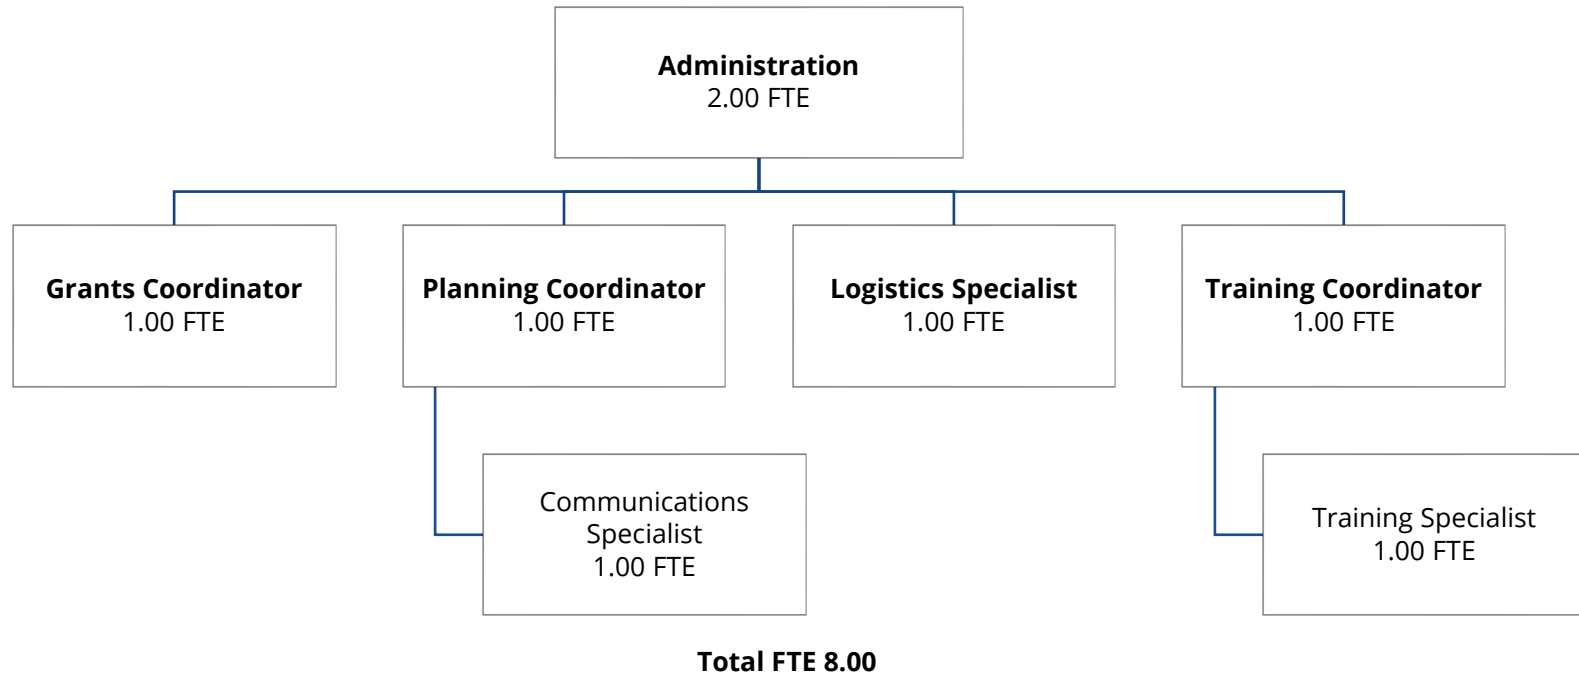 Administration
2.00 FTE
Grants Coordinator
1.00 FTE
Planning Coordinator
1.00 FTE
Logistics Specialist
1.00 FTE
Training Coordinator
1.00 FTE
Communications
Specialist
1.00 FTE
Training Specialist
1.00 FTE
Total FTE 8.00